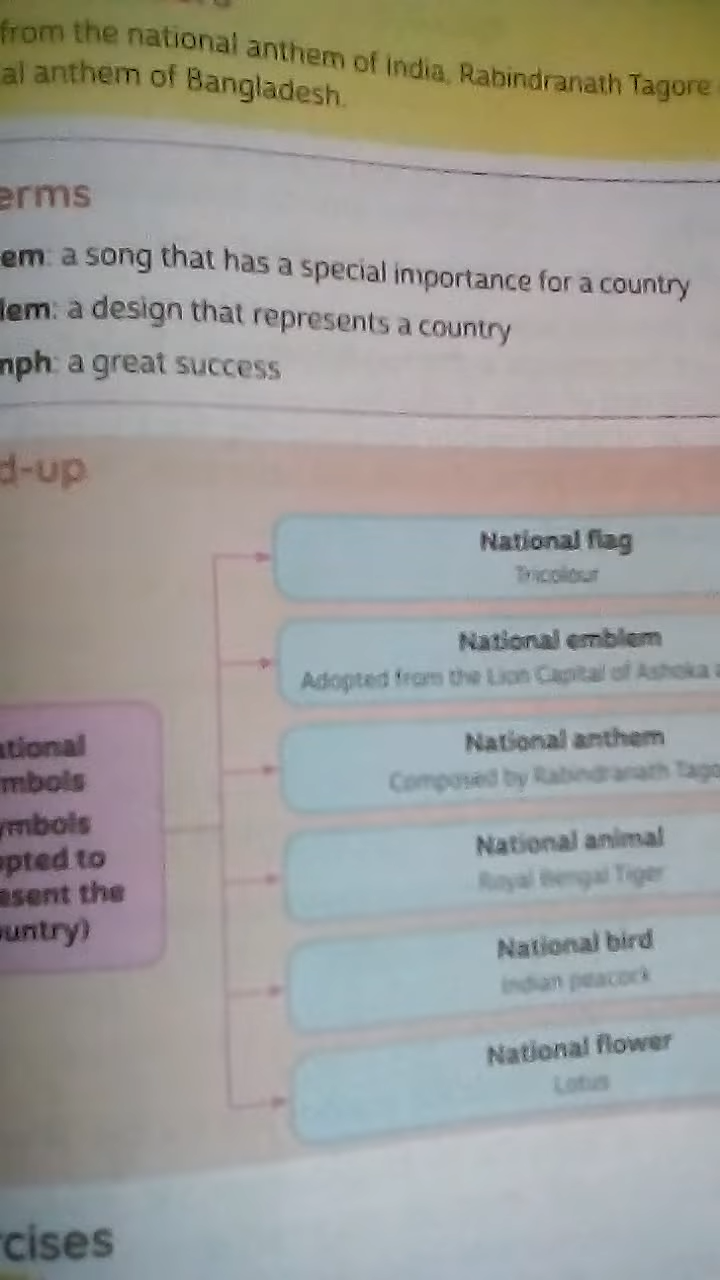 from the national anthem of India, Rabindranath Tagore
al anthem of Bangladesh.
erms
em: a song that has a special importance for a country
lem: a design that represents a country
mph: a great success
d-up
National flag
Tricolour
National emblem
Adopted from the Lion Capital of Ashoka a
National anthem
Composed by Rabindranath Tago
ational
mbols
ymbols
opted to
esent the
ountry)
National animal
Royal Bengal Tiger
National bird
Indian peacock
National flower
Lotus
rcises